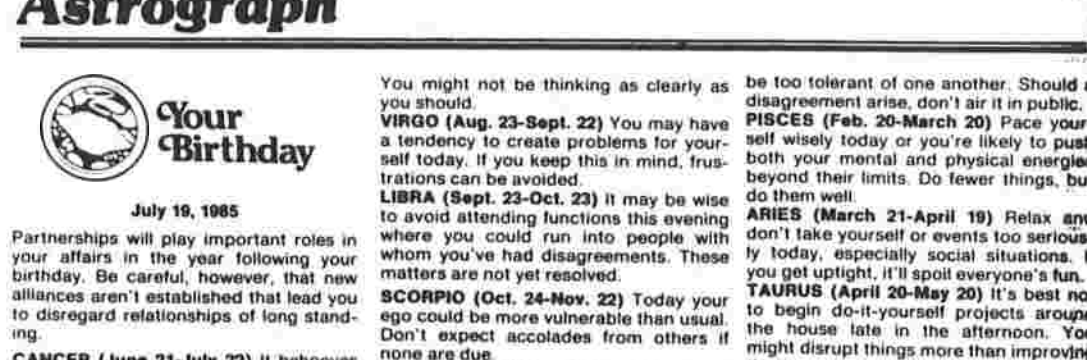 Astrograph
Your
Birthday
July 19, 1985
Partnerships will play important roles in
your affairs in the year following your
birthday. Be careful, however, that new
alliances aren't established that lead you
to disregard relationships of long stand-
ing.
CANCER (June 21-July 22) It behooves
You might not be thinking as clearly as
you should.
VIRGO (Aug. 23-Sept. 22) You may have
a tendency to create problems for your-
self today. If you keep this in mind, frus-
trations can be avoided.
LIBRA (Sept. 23-Oct. 23) It may be wise
to avoid attending functions this evening
where you could run into people with
whom you've had disagreements. These
matters are not yet resolved.
SCORPIO (Oct. 24-Nov. 22) Today your
ego could be more vulnerable than usual.
Don't expect accolades from others if
none are due.
be too tolerant of one another. Should
disagreement arise, don't air it in public.
PISCES (Feb. 20-March 20) Pace your
self wisely today or you're likely to push
both your mental and physical energies
beyond their limits. Do fewer things, but
do them well.
ARIES (March 21-April 19) Relax and
don't take yourself or events too serious
ly today, especially social situations.
you get uptight, it'll spoil everyone's fun.
TAURUS (April 20-May 20) It's best not
to begin do-it-yourself projects around
the house late in the afternoon. You
might disrupt things more than improving